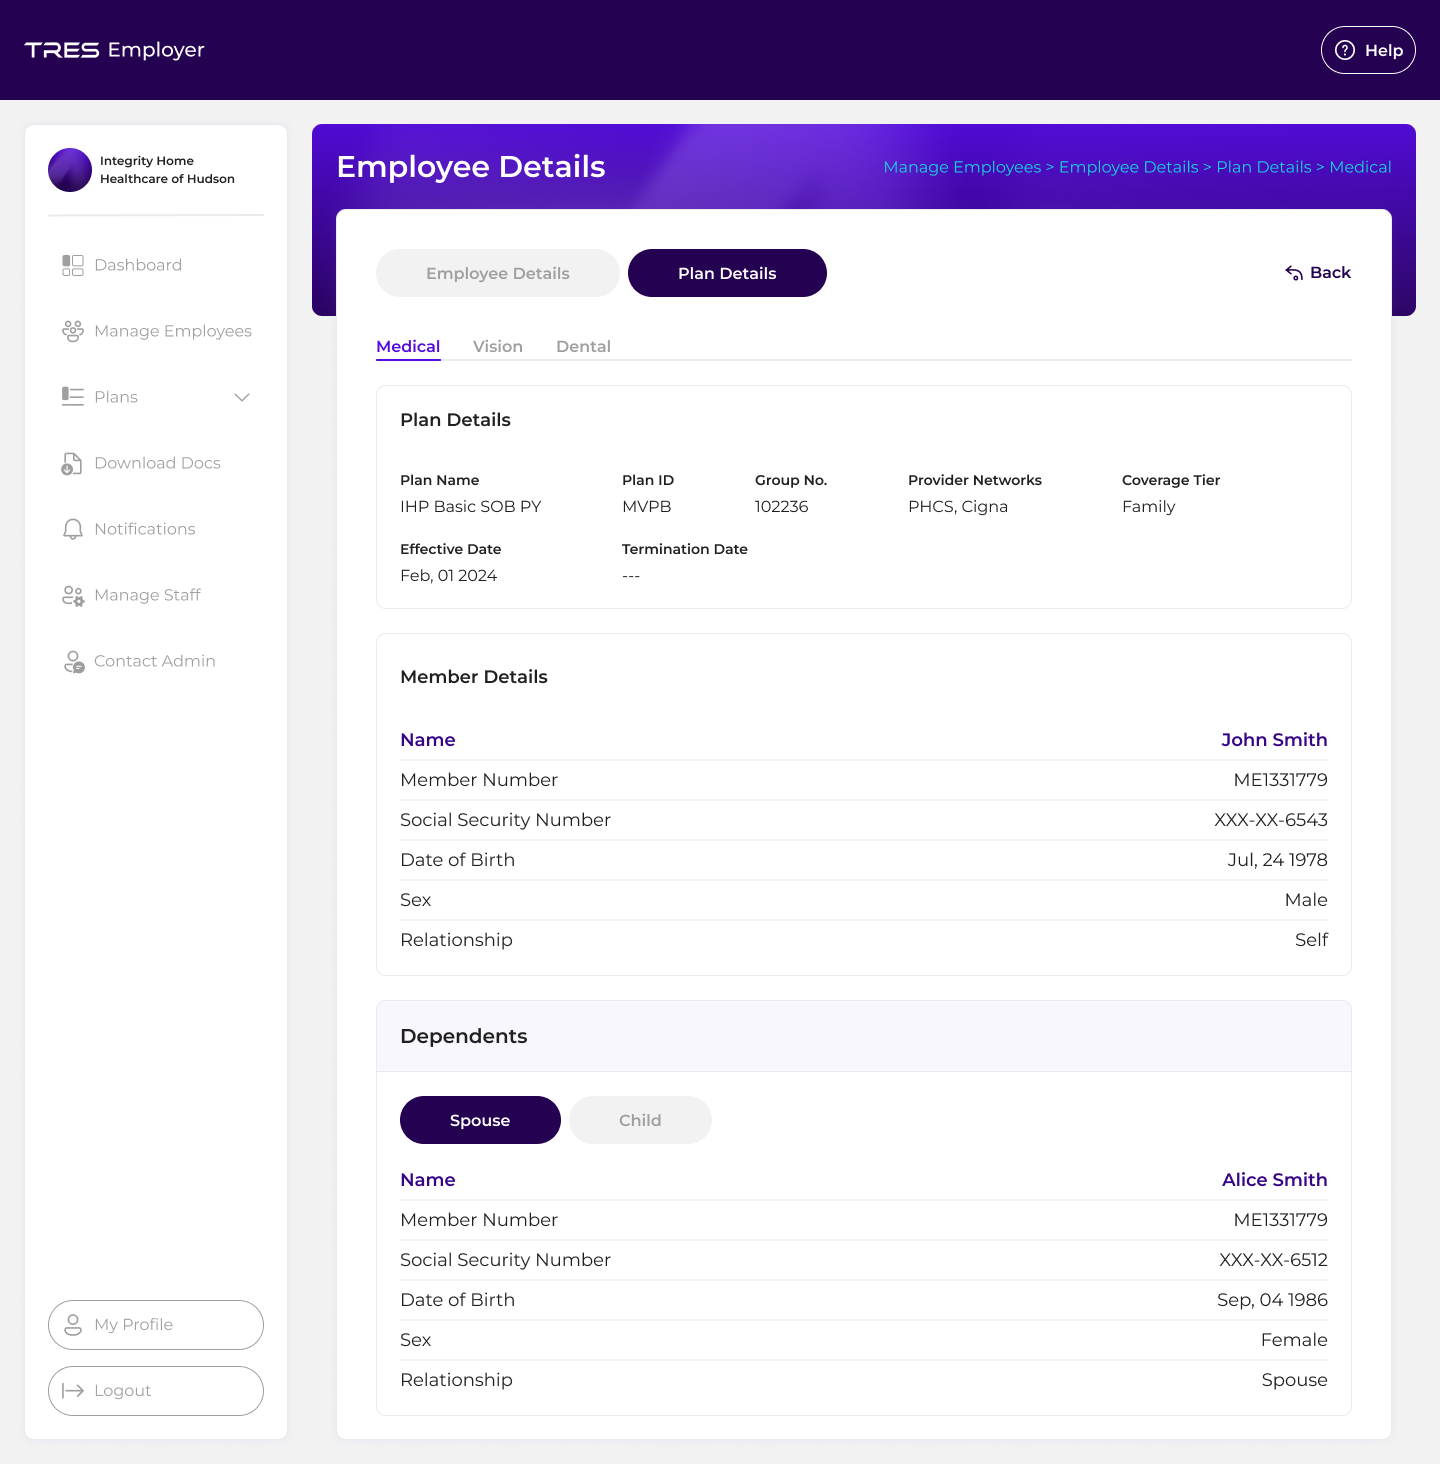 TRES Employer
Help
Integrity Home
Healthcare of Hudson
Dashboard
Manage Employees
Plans
Download Docs
Notifications
Manage Staff
Contact Admin
My Profile
Logout
Employee Details
Manage Employees > Employee Details > Plan Details > Medical
Employee Details Plan Details
Back
Medical Vision Dental
Plan Details
Plan Name Plan ID Group No. Provider Networks Coverage Tier
IHP Basic SOB PY MVPB 102236 PHCS, Cigna Family
Effective Date Termination Date
Feb, 01 2024 ---
Member Details
Name John Smith
Member Number ME1331779
Social Security Number XXX-XX-6543
Date of Birth Jul, 24 1978
Sex Male
Relationship Self
Dependents
Spouse Child
Name Alice Smith
Member Number ME1331779
Social Security Number XXX-XX-6512
Date of Birth Sep, 04 1986
Sex Female
Relationship Spouse